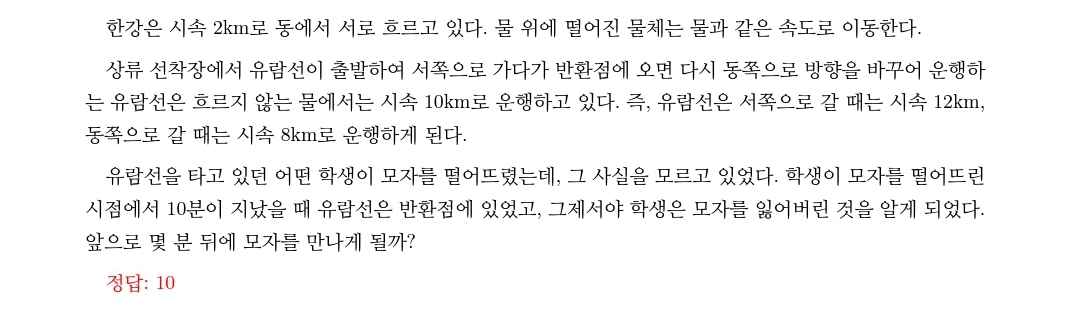 한강은 시속 2km로 동에서 서로 흐르고 있다. 물 위에 떨어진 물체는 물과 같은 속도로 이동한다.
상류 선착장에서 유람선이 출발하여 서쪽으로 가다가 반환점에 오면 다시 동쪽으로 방향을 바꾸어 운행하
는 유람선은 흐르지 않는 물에서는 시속 10km로 운행하고 있다. 즉, 유람선은 서쪽으로 갈 때는 시속 12km,
동쪽으로 갈 때는 시속 8km로 운행하게 된다.
유람선을 타고 있던 어떤 학생이 모자를 떨어뜨렸는데, 그 사실을 모르고 있었다. 학생이 모자를 떨어뜨린
시점에서 10분이 지났을 때 유람선은 반환점에 있었고, 그제서야 학생은 모자를 잃어버린 것을 알게 되었다.
앞으로 몇 분 뒤에 모자를 만나게 될까?
정답: 10